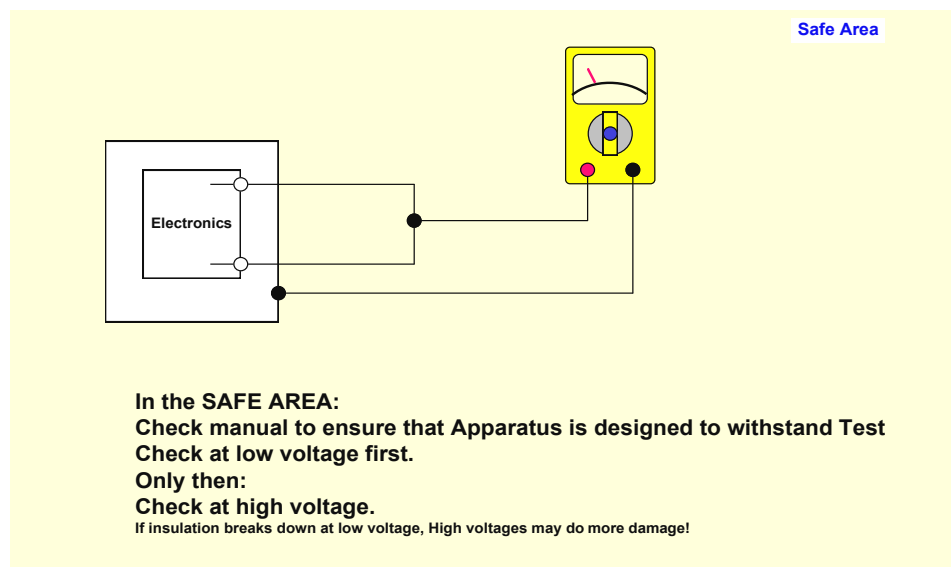 Safe Area
Electronics
In the SAFE AREA:
Check manual to ensure that Apparatus is designed to withstand Test
Check at low voltage first.
Only then:
Check at high voltage.
If insulation breaks down at low voltage, High voltages may do more damage!